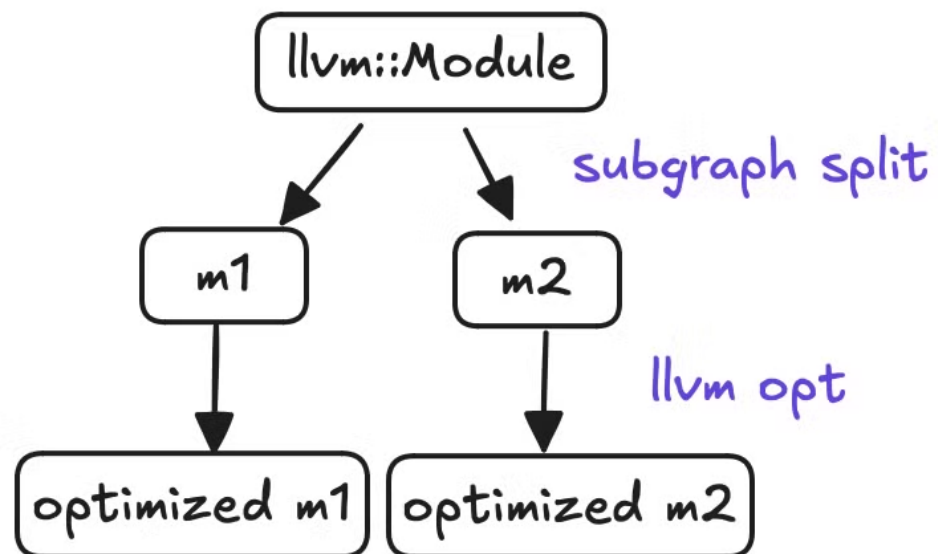 llvm::Module
subgraph split
m1
m2
llvm opt
optimized m1
optimized m2